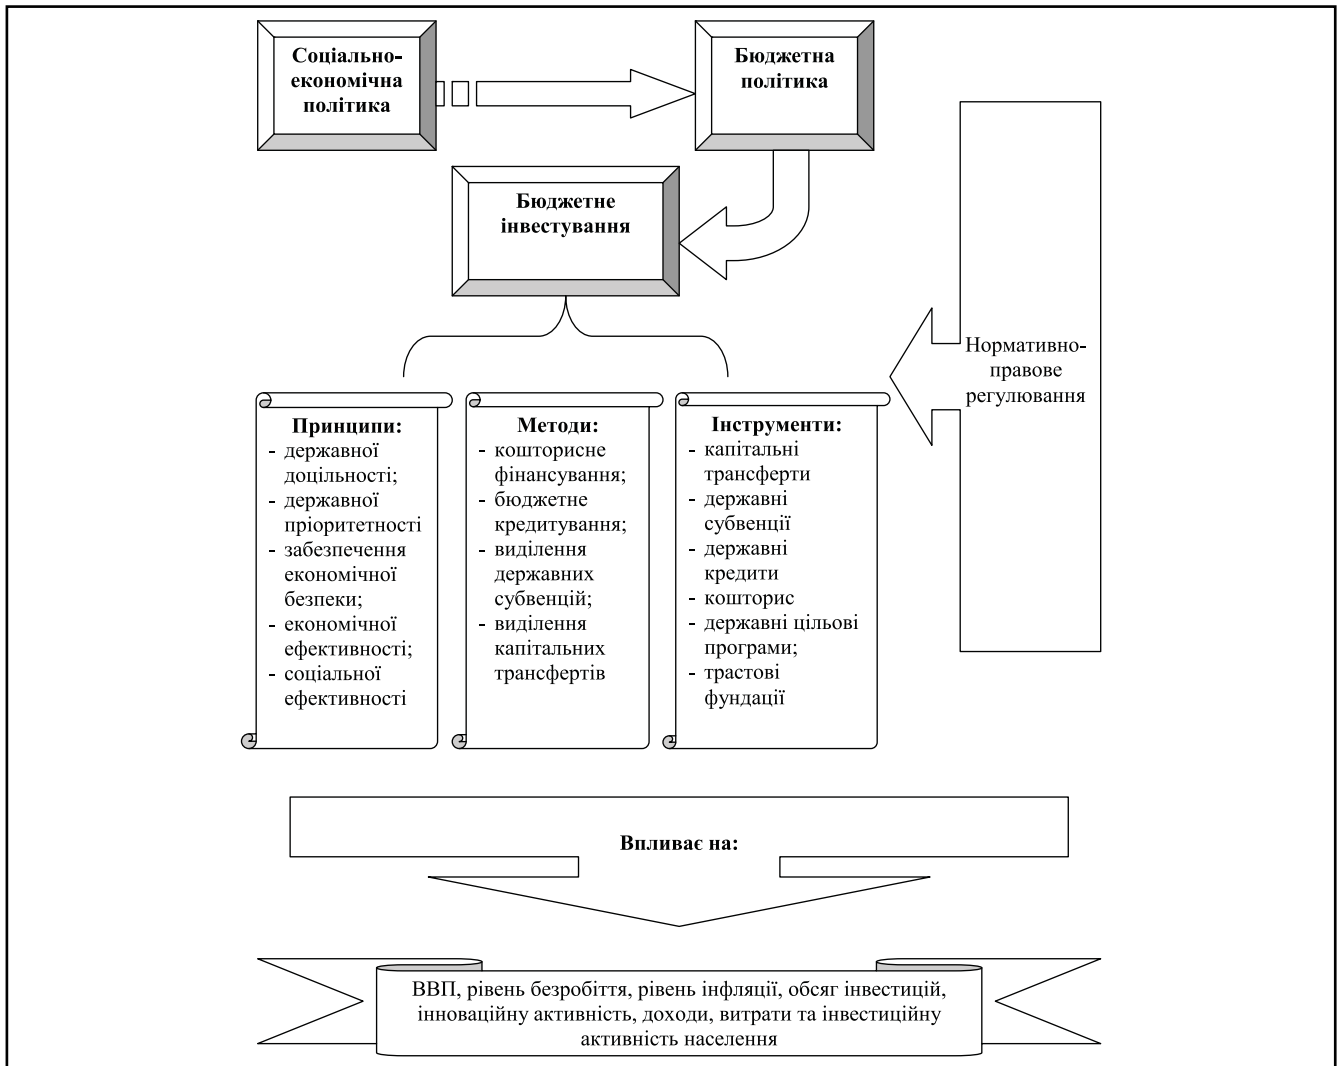 Соціально-
економічна
політика
Бюджетна
політика
Бюджетне
інвестування
Нормативно-
правове
регулювання
Принципи:
- державної
доцільності;
- державної
пріоритетності
- забезпечення
економічної
безпеки;
- економічної
ефективності;
- соціальної
ефективності
Методи:
- кошторисне
фінансування;
- бюджетне
кредитування;
- виділення
державних
субвенцій;
- виділення
капітальних
трансфертів
Інструменти:
- капітальні
трансферти
- державні
субвенції
- державні
кредити
- кошторис
- державні цільові
програми;
- трастові
фундації
Впливає на:
ВВП, рівень безробіття, рівень інфляції, обсяг інвестицій,
інноваційну активність, доходи, витрати та інвестиційну
активність населення